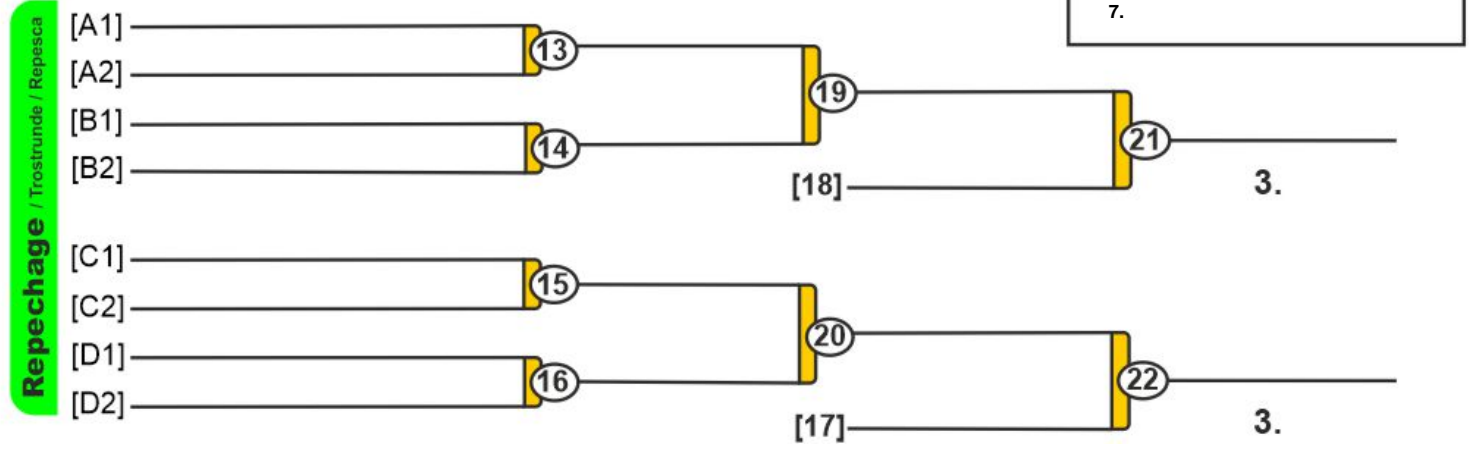 Repechage / Trostrunde / Repesca
7.
[A1]
[A2]
13
[B1]
[B2]
14
19
[18]
21
3.
[C1]
[C2]
15
[D1]
[D2]
16
20
[17]
22
3.